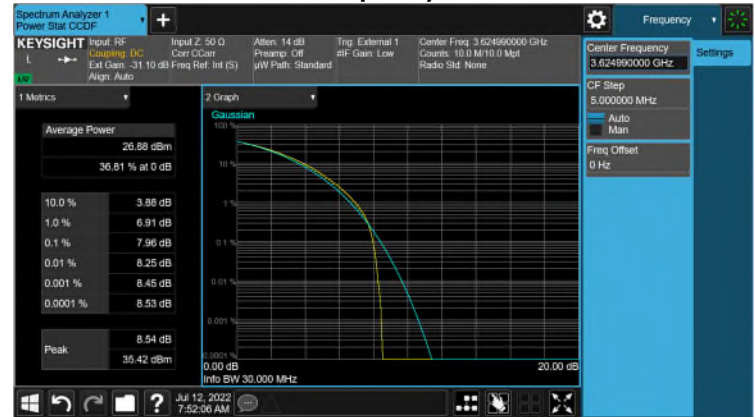 Spectrum Analyzer 1
Power Stat CCDF
Frequency
KEYSIGHT
L
Input: RF
Coupling: DC
Ext Gain: -31.10 dB
Align: Auto
Input Z: 50 Ω
Corr CCorr
Freq Ref: Int (S)
Atten: 14 dB
Preamp: Off
µW Path: Standard
Trig: External 1
#IF Gain: Low
Center Freq: 3.624990000 GHz
Counts: 10.0 M/10.0 Mpt
Radio Std: None
Center Frequency
3.624990000 GHz
Settings
CF Step
5.000000 MHz
Auto
Man
Freq Offset
0 Hz
1 Metrics
Average Power
26.88 dBm
36.81 % at 0 dB
10.0 % 3.88 dB
1.0 % 6.91 dB
0.1 % 7.96 dB
0.01 % 8.25 dB
0.001 % 8.45 dB
0.0001 % 8.53 dB
Peak
8.54 dB
35.42 dBm
2 Graph
Gaussian
100 %
10 %
1 %
0.1 %
0.01 %
0.001 %
0.0001 %
0.00 dB
20.00 dB
Info BW 30.000 MHz
?
Jul 12, 2022
7:52:06 AM